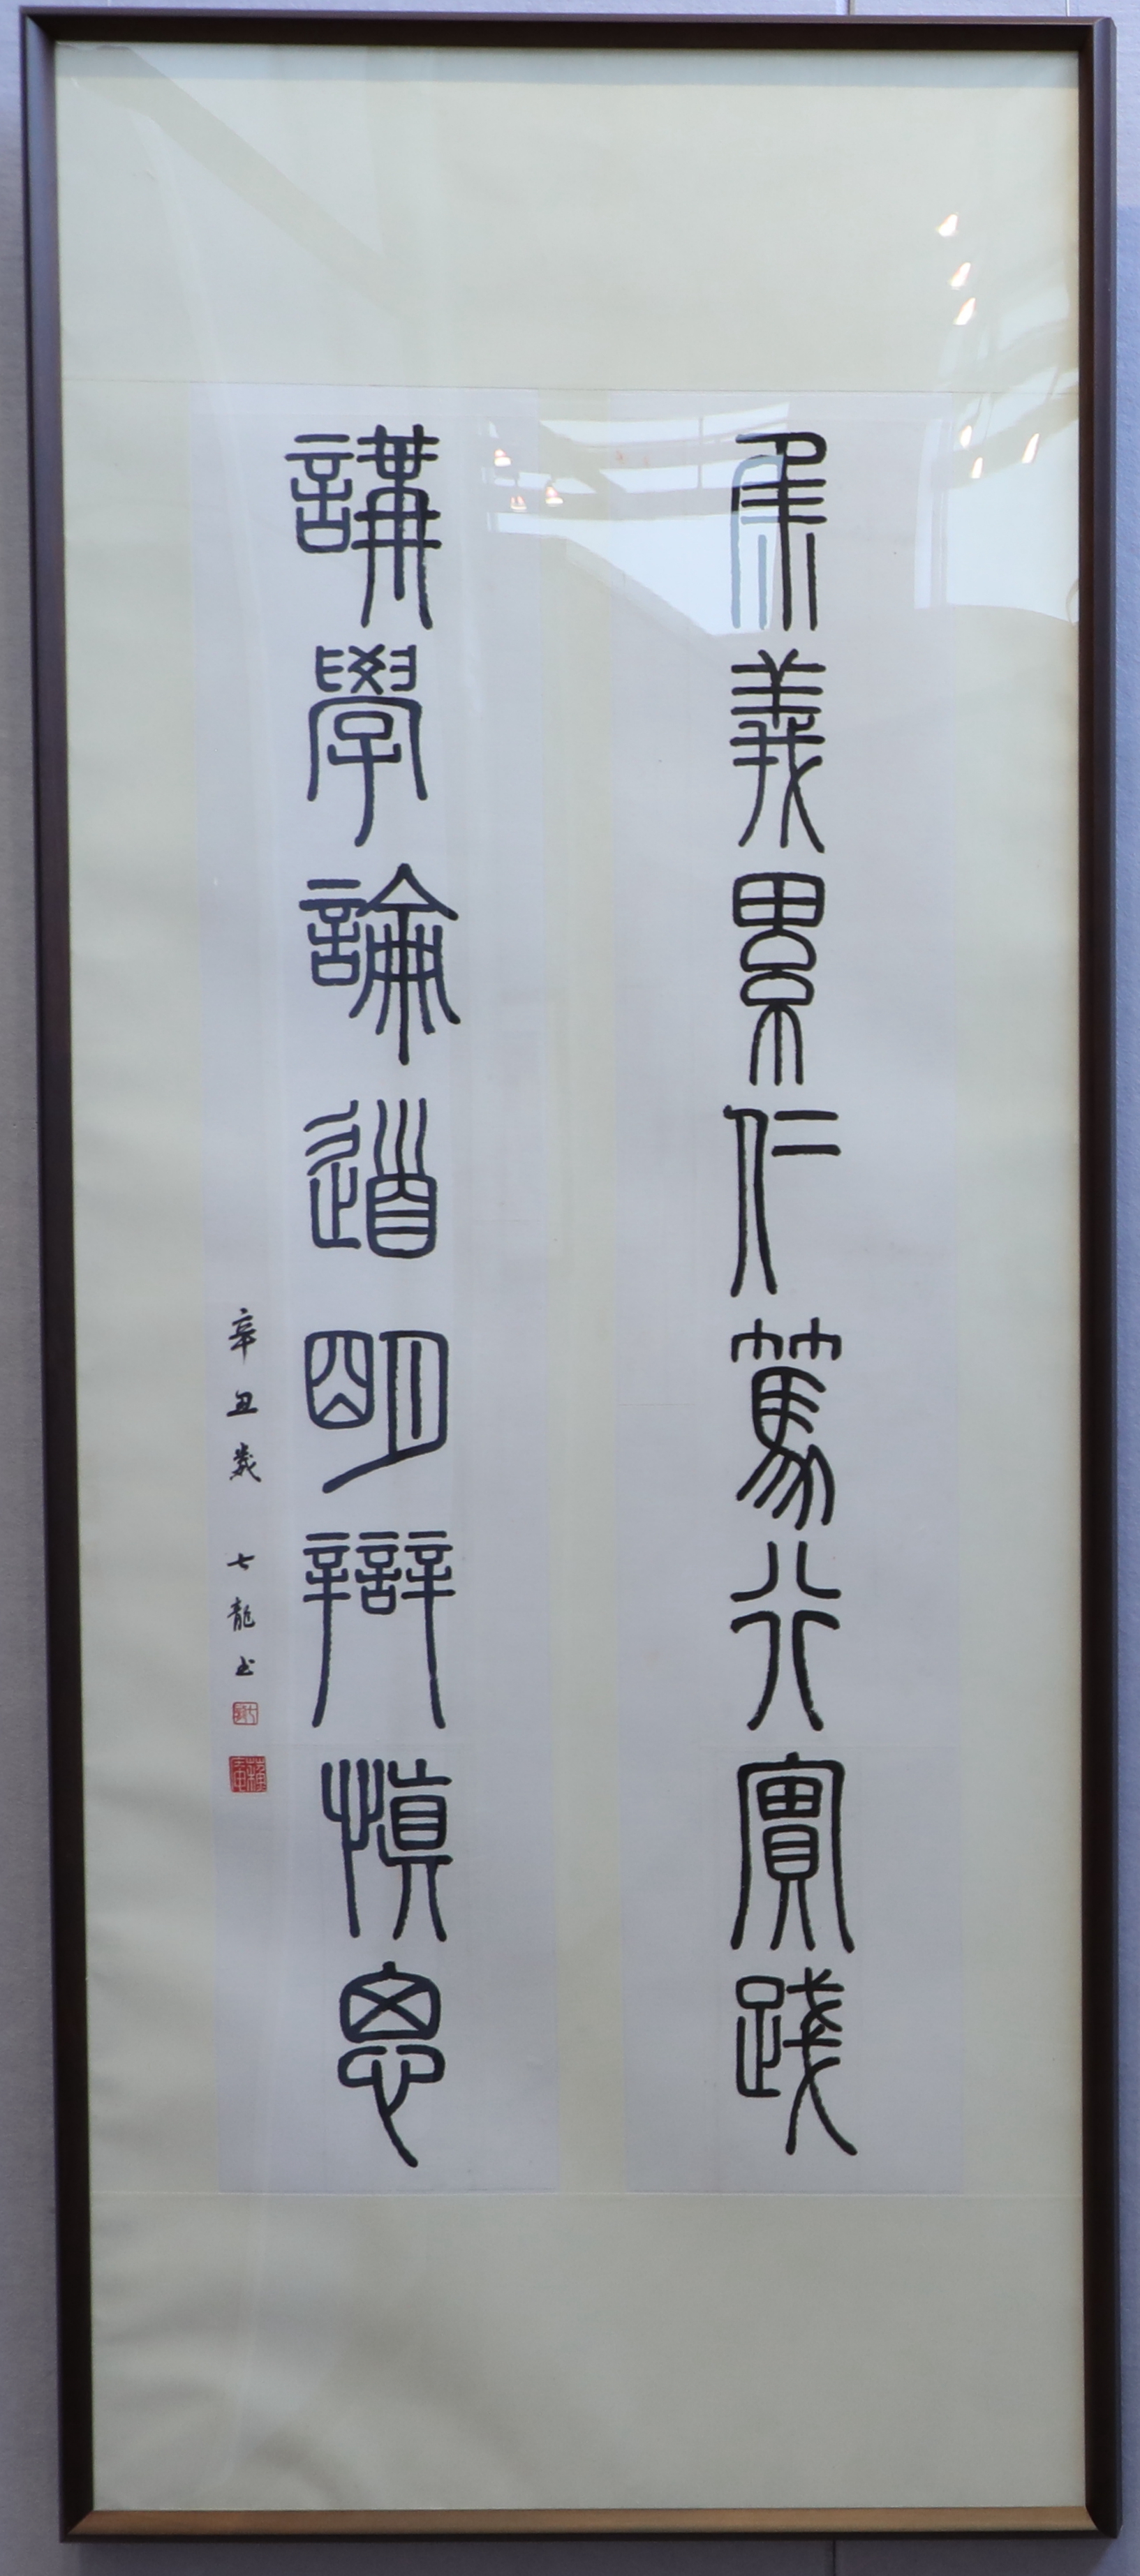 集義累仁篤行實踐
講學論道明辯慎思
辛丑歲 七龍書